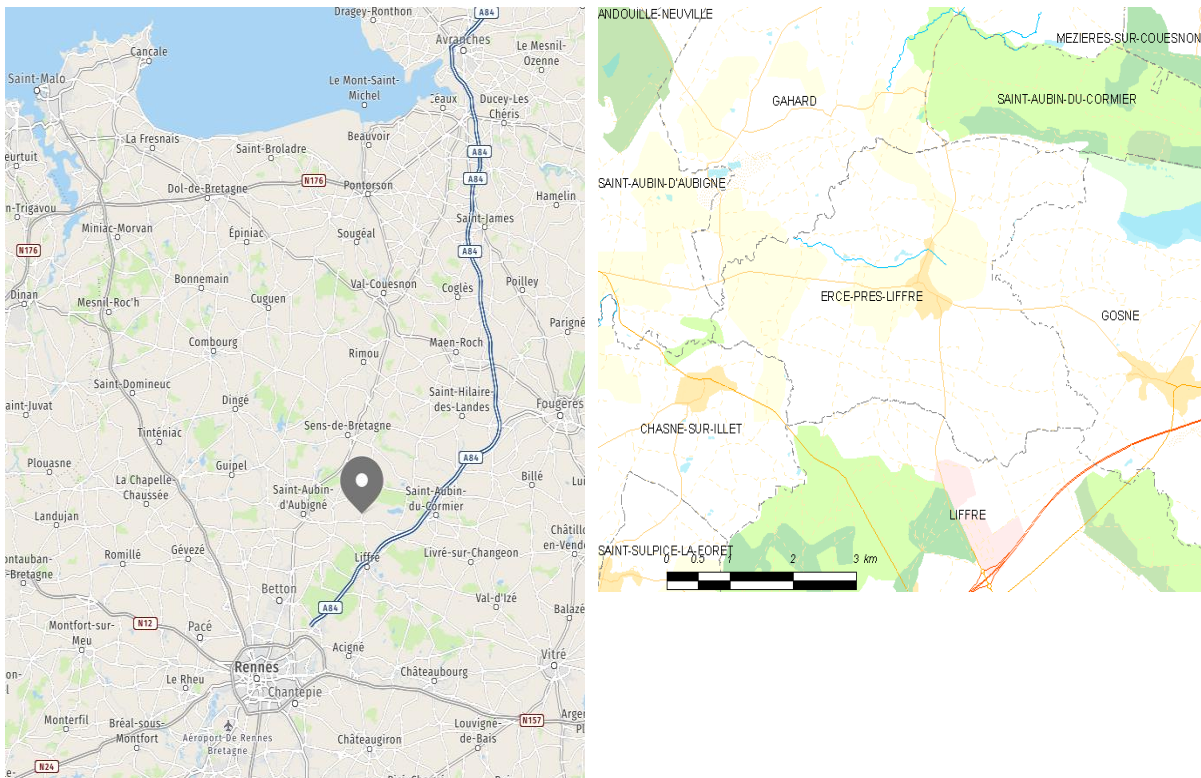 Dragey-Ronthon
Avranches
Cancale
Le Mesnil-
Ozenne
Saint-Malo
Le Mont-Saint-
Michel
Céaux
Ducey-Les
Chéris
La Fresnais
Beauvoir
Saint-Broladre
A84
leurtuit
N176
A84
Dol-de-Bretagne
Pontorson
Hamelin
n-Trigavou
Miniac-Morvan
Saint-James
Épiniac
Sougéal
N176
A84
Bonnemain
Val-Couesnon
Coglès
Poilley
Dinan
Mesnil-Roc'h
Cuguen
Parigné
Combourg
Rimou
Maen-Roch
Saint-Domineuc
Saint-Hilaire
-des-Landes
aint-Juvat
Dingé
Fougères
Tinténiac
Sens-de-Bretagne
Plouasne
Guipel
A84
Billé
La Chapelle-
Chaussée
Saint-Aubin
-d'Aubigné
Saint-Aubin-
du-Cormier
Lui
Landujan
Châtillo
en-Vende
Romillé
Gévezé
Liffré
Livré-sur-Changeon
ontauban-
-Bretagne
Betton
Val-d'Izé
A84
Balazé
Montfort-sur-
Meu
N12
Pacé
Acigné
Vitré
Rennes
Châteaubourg
Le Rheu
Chantepie
Monterfil
Bréal-sous-
Montfort
N157
Argen
Louvigné-
de-Bais
Aéroport-De Rennes
Bretagne
Châteaugiron
N24
ANDOUILLE-NEUVILLE
MEZIERES-SUR-COUESNON
GAHARD
SAINT-AUBIN-DU-CORMIER
SAINT-AUBIN-D'AUBIGNE
ERCE-PRES-LIFFRE
GOSNE
CHASNE-SUR-ILLET
LIFFRE
SAINT-SULPICE-LA-FORET
0 0.5 1 2 3 km